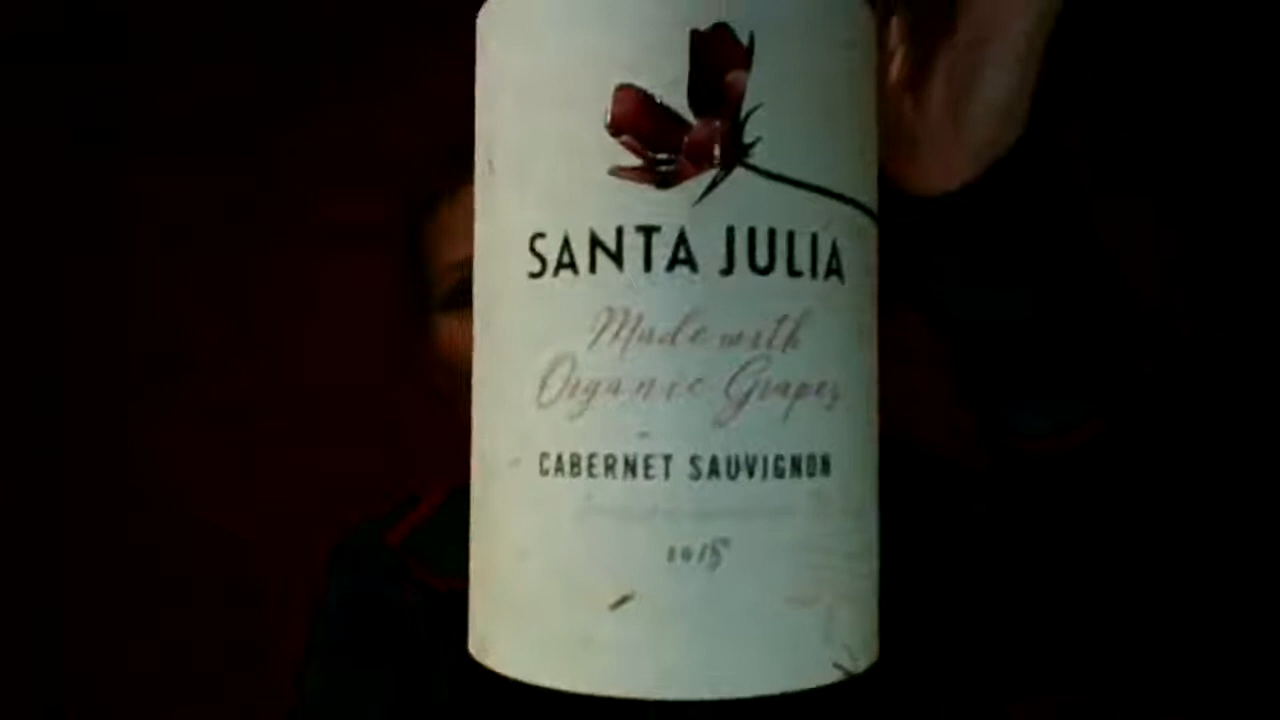 SANTA JULIA
Made with
Organic Grapes
CABERNET SAUVIGNON